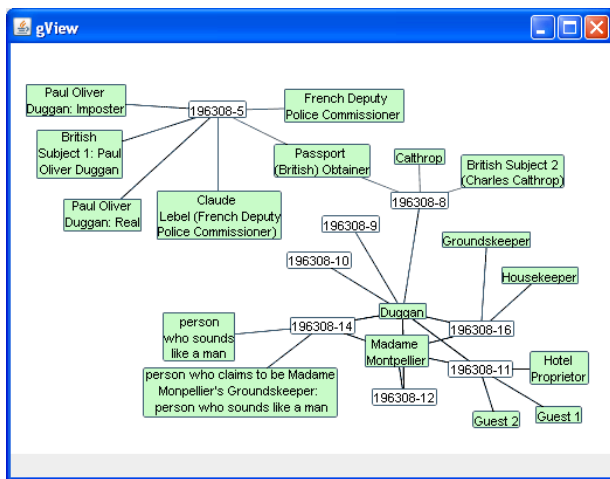 gView
Paul Oliver
Duggan: Imposter
196308-5
French Deputy
Police Commissioner
British
Subject 1: Paul
Oliver Duggan
Passport
(British) Obtainer
Calthrop
British Subject 2
(Charles Calthrop)
Paul Oliver
Duggan: Real
Claude
Lebel (French Deputy
Police Commissioner)
196308-8
196308-9
Groundskeeper
196308-10
Housekeeper
Duggan
person
who sounds
like a man
196308-14
196308-16
Madame
Montpellier
person who claims to be Madame
Monpellier's Groundskeeper:
person who sounds like a man
196308-11
Hotel
Proprietor
196308-12
Guest 2
Guest 1